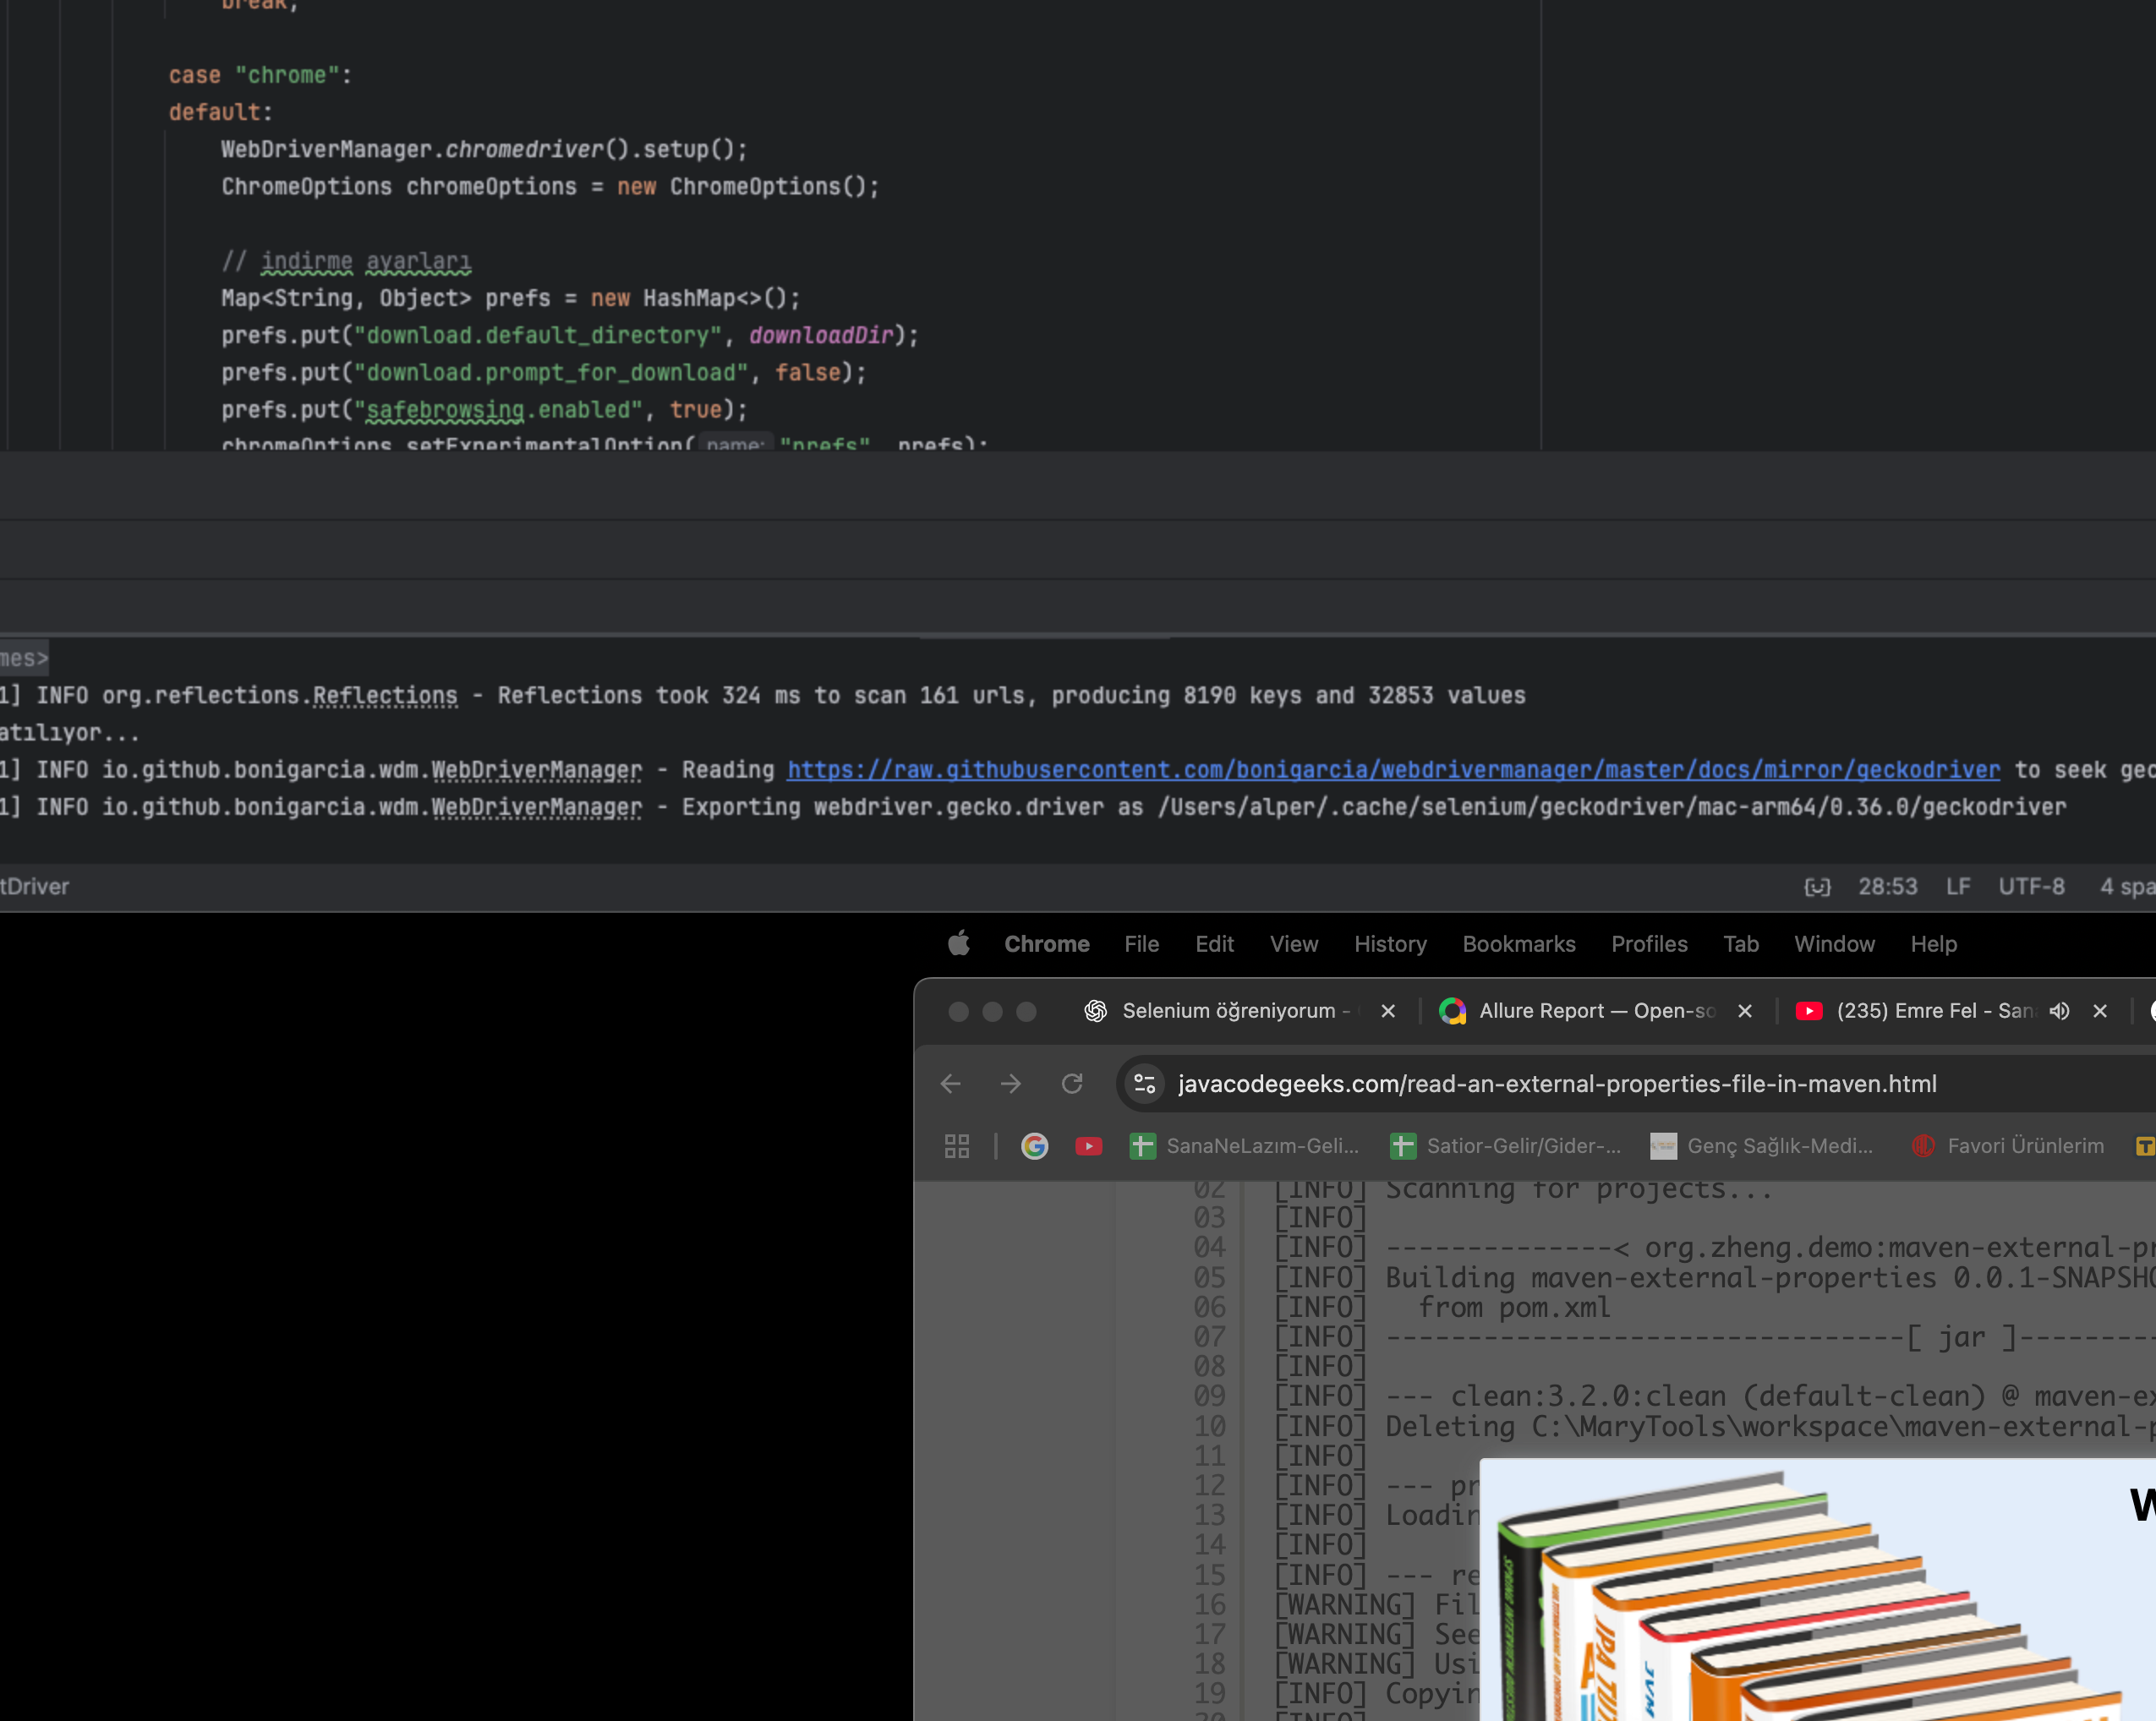 break;
case "chrome":
default:
WebDriverManager.chromedriver().setup();
ChromeOptions chromeOptions = new ChromeOptions();
// indirme ayarları
Map<String, Object> prefs = new HashMap<>();
prefs.put("download.default_directory", downloadDir);
prefs.put("download.prompt_for_download", false);
prefs.put("safebrowsing.enabled", true);
chromeOptions.setExperimentalOption( name: "prefs", prefs);
mes>
1] INFO org.reflections.Reflections - Reflections took 324 ms to scan 161 urls, producing 8190 keys and 32853 values
atılıyor...
1] INFO io.github.bonigarcia.wdm.WebDriverManager - Reading https://raw.githubusercontent.com/bonigarcia/webdrivermanager/master/docs/mirror/geckodriver to seek gec
1] INFO io.github.bonigarcia.wdm.WebDriverManager - Exporting webdriver.gecko.driver as /Users/alper/.cache/selenium/geckodriver/mac-arm64/0.36.0/geckodriver
tDriver 28:53 LF UTF-8 4 spa
Chrome File Edit View History Bookmarks Profiles Tab Window Help
Selenium öğreniyorum - Allure Report — Open-so (235) Emre Fel - San
javacodegeeks.com/read-an-external-properties-file-in-maven.html
SanaNeLazım-Geli... Satior-Gelir/Gider-... Genç Sağlık-Medi... Favori Ürünlerim
02 [INFO] Scanning for projects...
03 [INFO]
04 [INFO] --------------< org.zheng.demo:maven-external-pr
05 [INFO] Building maven-external-properties 0.0.1-SNAPSHO
06 [INFO] from pom.xml
07 [INFO] --------------------------------[ jar ]---------
08 [INFO]
09 [INFO] --- clean:3.2.0:clean (default-clean) @ maven-ex
10 [INFO] Deleting C:\MaryTools\workspace\maven-external-p
11 [INFO]
12 [INFO] --- pr
13 [INFO] Loadin
14 [INFO]
15 [INFO] --- re
16 [WARNING] Fil
17 [WARNING] See
18 [WARNING] Usi
19 [INFO] Copyin
20 [INFO]
W
JPA TUT
JVM